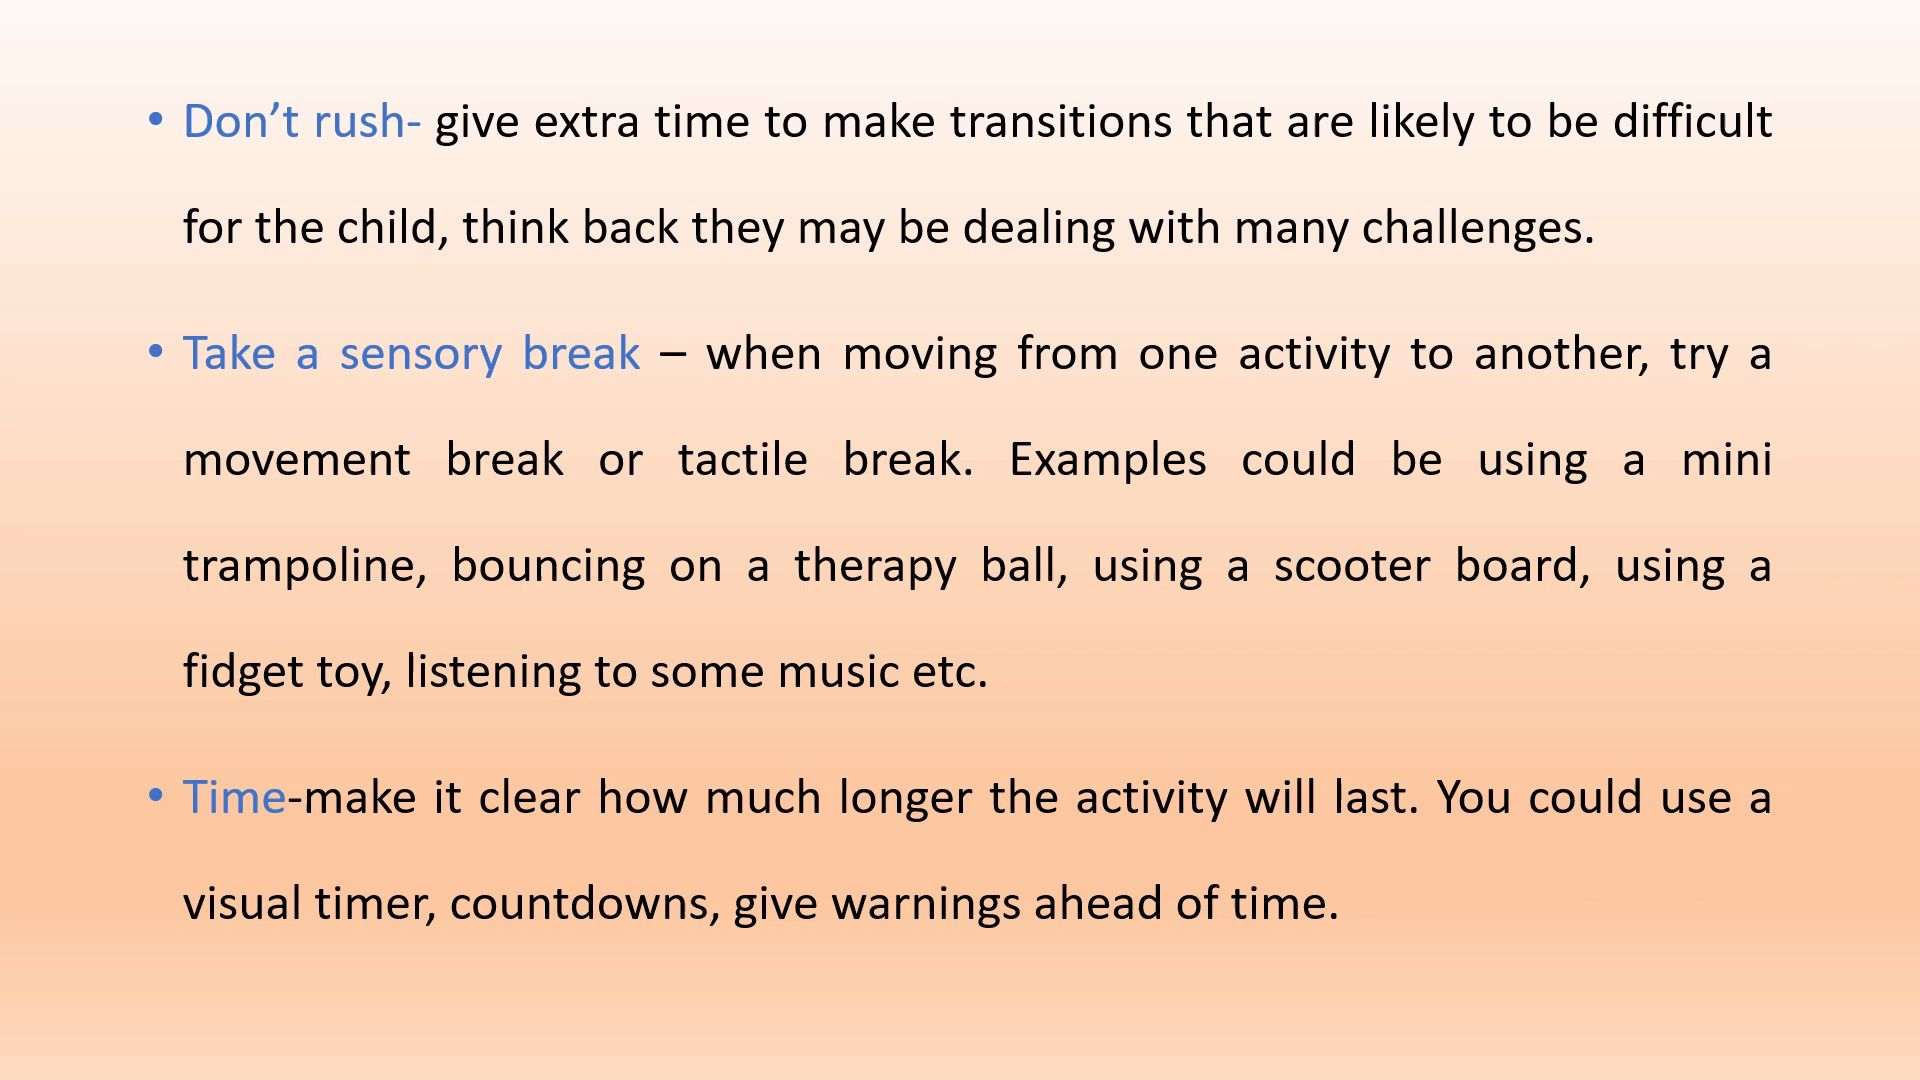 • Don’t rush- give extra time to make transitions that are likely to be difficult
for the child, think back they may be dealing with many challenges.
• Take a sensory break – when moving from one activity to another, try a
movement break or tactile break. Examples could be using a mini
trampoline, bouncing on a therapy ball, using a scooter board, using a
fidget toy, listening to some music etc.
• Time-make it clear how much longer the activity will last. You could use a
visual timer, countdowns, give warnings ahead of time.